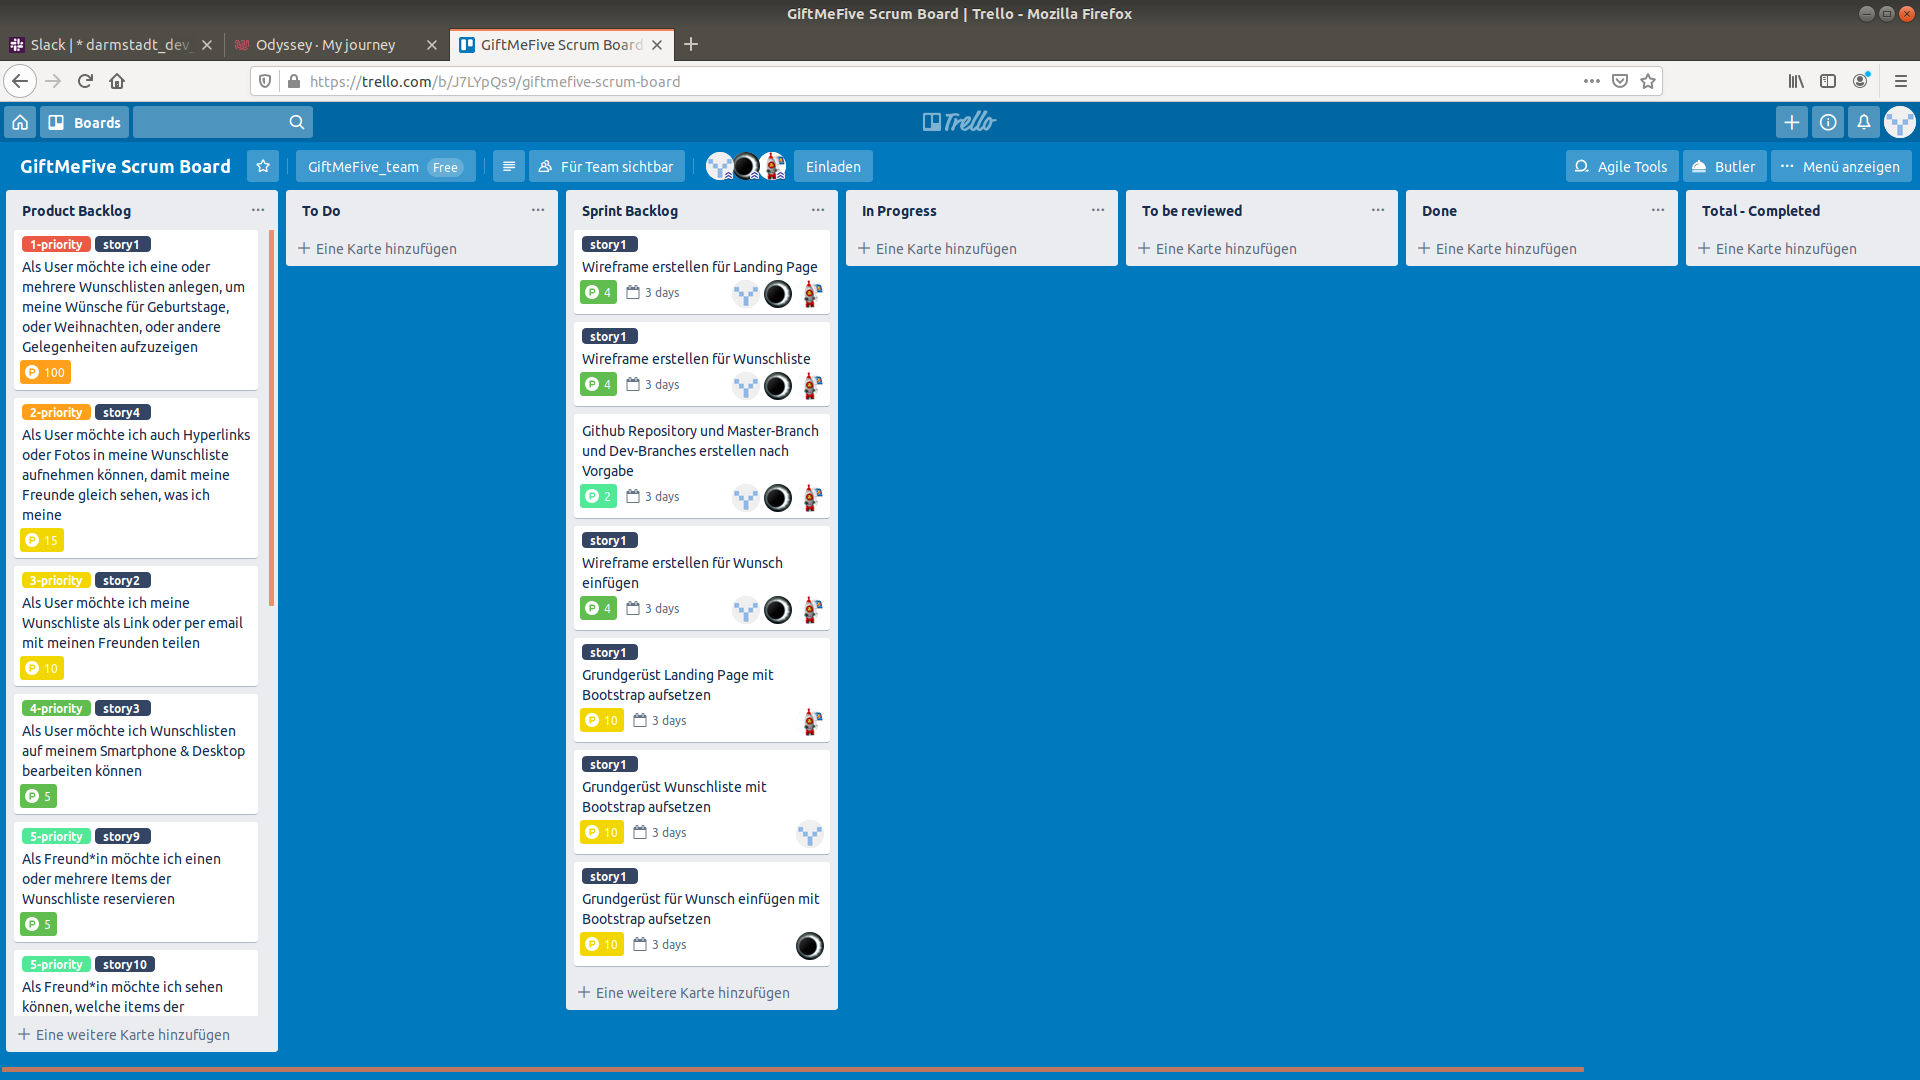 GiftMeFive Scrum Board | Trello - Mozilla Firefox
Slack | * darmstadt_dev_
Odyssey · My journey
GiftMeFive Scrum Board
https://trello.com/b/J7LYpQs9/giftmefive-scrum-board
Boards
Trello
GiftMeFive Scrum Board
GiftMeFive_team Free
Für Team sichtbar
Einladen
Agile Tools
Butler
Menü anzeigen
Product Backlog
1-priority story1
Als User möchte ich eine oder
mehrere Wunschlisten anlegen, um
meine Wünsche für Geburtstage,
oder Weihnachten, oder andere
Gelegenheiten aufzuzeigen
P 100
2-priority story4
Als User möchte ich auch Hyperlinks
oder Fotos in meine Wunschliste
aufnehmen können, damit meine
Freunde gleich sehen, was ich
meine
P 15
3-priority story2
Als User möchte ich meine
Wunschliste als Link oder per email
mit meinen Freunden teilen
P 10
4-priority story3
Als User möchte ich Wunschlisten
auf meinem Smartphone & Desktop
bearbeiten können
P 5
5-priority story9
Als Freund*in möchte ich einen
oder mehrere Items der
Wunschliste reservieren
P 5
5-priority story10
Als Freund*in möchte ich sehen
können, welche items der
+ Eine weitere Karte hinzufügen
To Do
+ Eine Karte hinzufügen
Sprint Backlog
story1
Wireframe erstellen für Landing Page
P 4 3 days
story1
Wireframe erstellen für Wunschliste
P 4 3 days
Github Repository und Master-Branch
und Dev-Branches erstellen nach
Vorgabe
P 2 3 days
story1
Wireframe erstellen für Wunsch
einfügen
P 4 3 days
story1
Grundgerüst Landing Page mit
Bootstrap aufsetzen
P 10 3 days
story1
Grundgerüst Wunschliste mit
Bootstrap aufsetzen
P 10 3 days
story1
Grundgerüst für Wunsch einfügen mit
Bootstrap aufsetzen
P 10 3 days
+ Eine weitere Karte hinzufügen
In Progress
+ Eine Karte hinzufügen
To be reviewed
+ Eine Karte hinzufügen
Done
+ Eine Karte hinzufügen
Total - Completed
+ Eine Karte hinzufügen